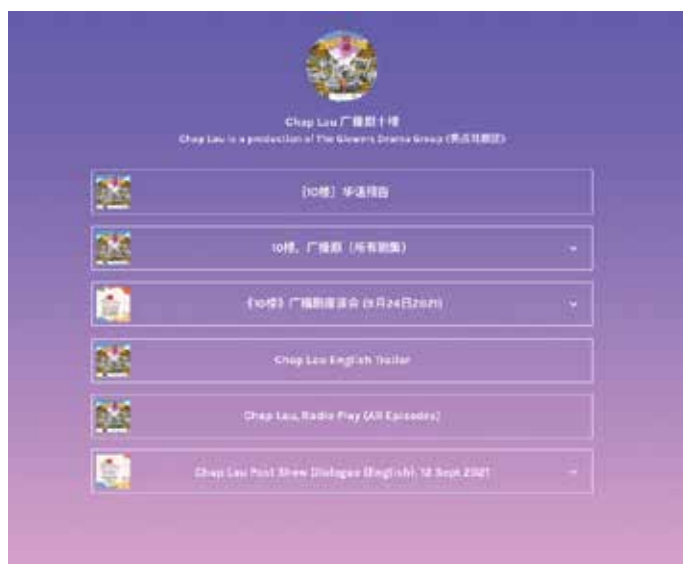 Chap Lau 广播剧十楼
Chap Lau is a production of The Glowers Drama Group (亮点戏剧团)
《10楼》华语预告
10楼，广播剧（所有剧集）
《10楼》广播剧座谈会 (9月24日2021)
Chap Lau English Trailer
Chap Lau, Radio Play (All Episodes)
Chap Lau Post Show Dialogue (English): 12 Sept 2021